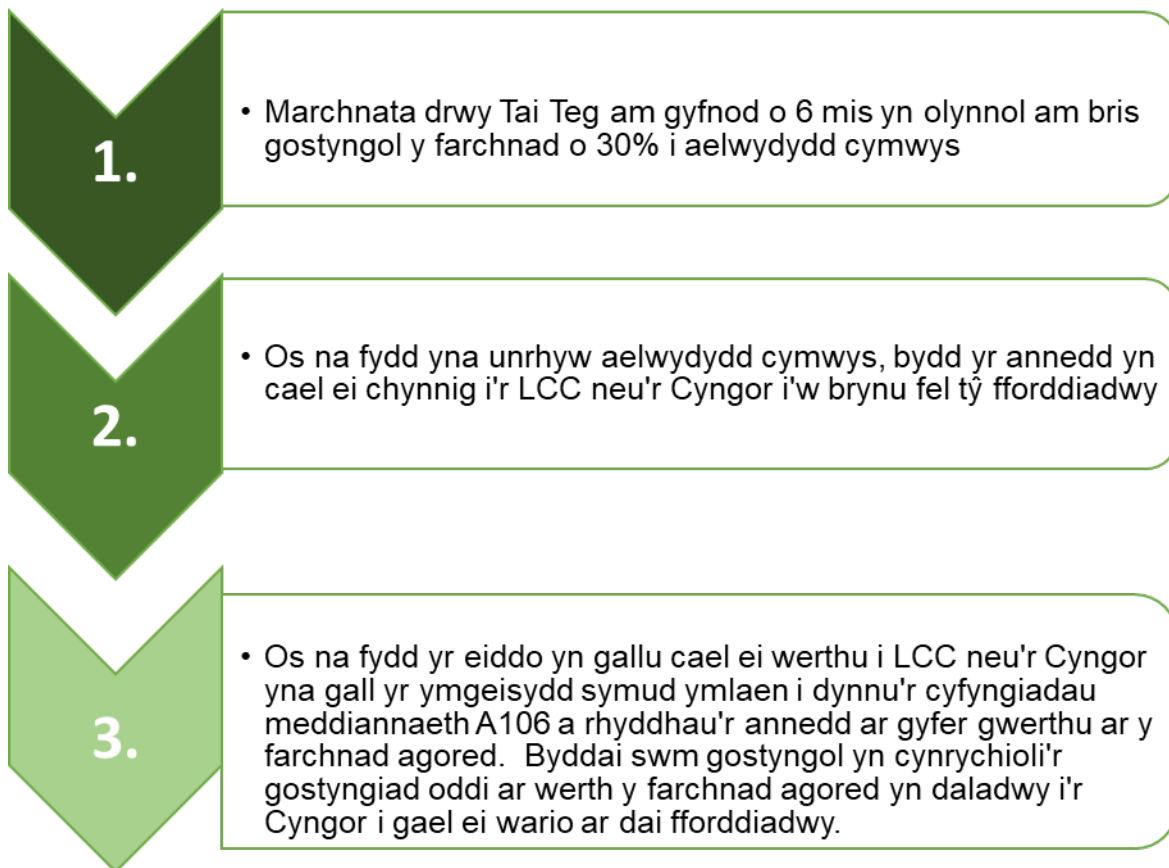 1.
• Marchnata drwy Tai Teg am gyfnod o 6 mis yn olynnol am bris
gostyngol y farchnad o 30% i aelwydydd cymwys
2.
• Os na fydd yna unrhyw aelwydydd cymwys, bydd yr annedd yn
cael ei chynnig i'r LCC neu'r Cyngor i'w brynu fel tŷ fforddiadwy
3.
• Os na fydd yr eiddo yn gallu cael ei werthu i LCC neu'r Cyngor
yna gall yr ymgeisydd symud ymlaen i dynnu'r cyfyngiadau
meddiannaeth A106 a rhyddhau'r annedd ar gyfer gwerthu ar y
farchnad agored.  Byddai swm gostyngol yn cynrychioli'r
gostyngiad oddi ar werth y farchnad agored yn daladwy i'r
Cyngor i gael ei wario ar dai fforddiadwy.